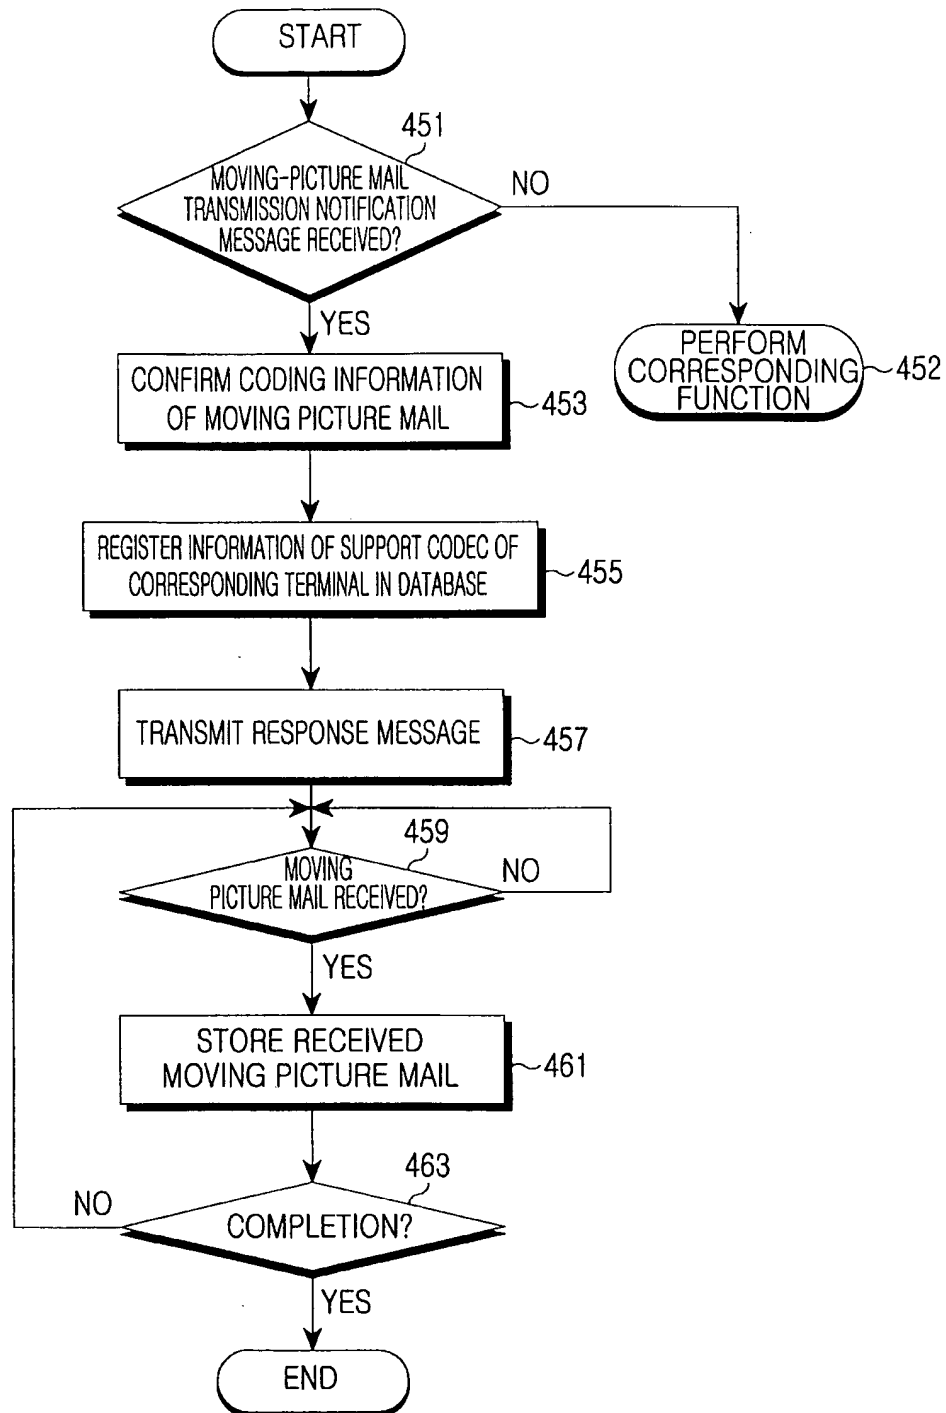 START
451
MOVING-PICTURE MAIL
TRANSMISSION NOTIFICATION
MESSAGE RECEIVED?
NO
YES
PERFORM
CORRESPONDING
FUNCTION
452
CONFIRM CODING INFORMATION
OF MOVING PICTURE MAIL
453
REGISTER INFORMATION OF SUPPORT CODEC OF
CORRESPONDING TERMINAL IN DATABASE
455
TRANSMIT RESPONSE MESSAGE
457
459
MOVING
PICTURE MAIL RECEIVED?
NO
YES
STORE RECEIVED
MOVING PICTURE MAIL
461
463
NO
COMPLETION?
YES
END